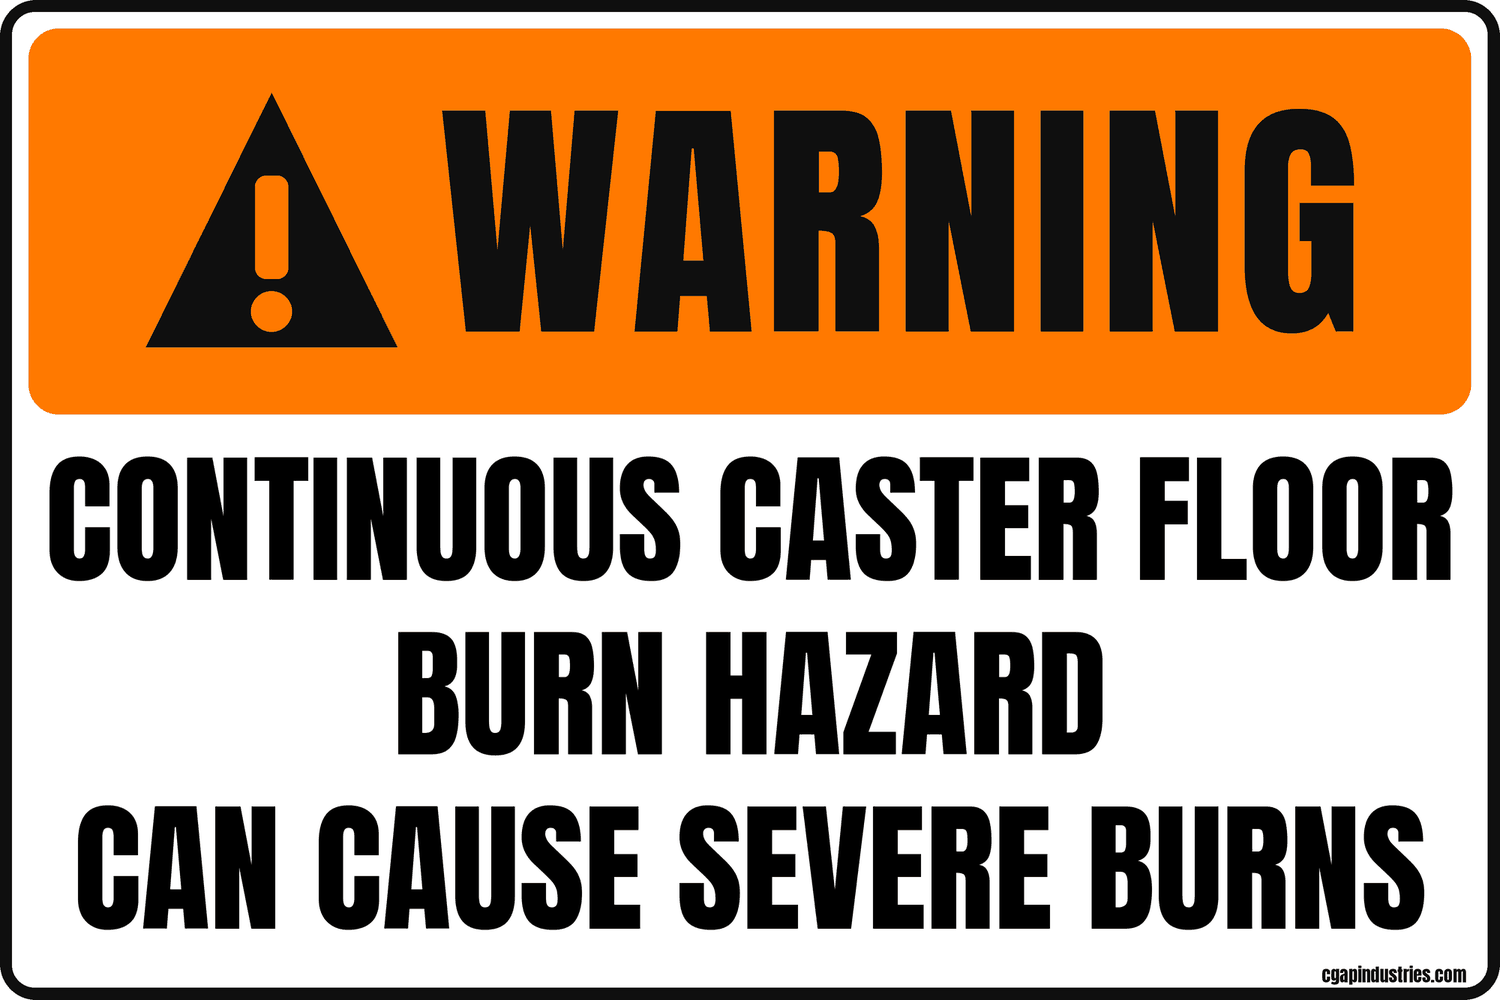 WARNING
CONTINUOUS CASTER FLOOR
BURN HAZARD
CAN CAUSE SEVERE BURNS
cgapindustries.com